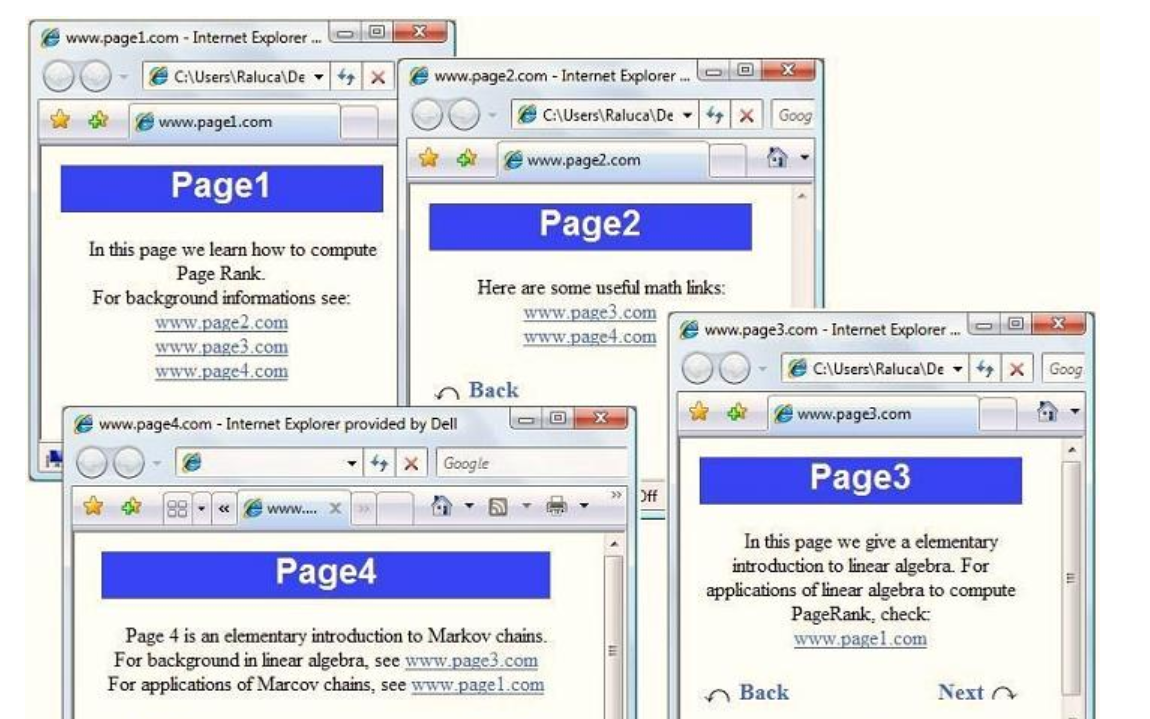 www.page1.com - Internet Explorer ...
C:\Users\Raluca\De
www.page1.com
Page1
In this page we learn how to compute
Page Rank.
For background informations see:
www.page2.com
www.page3.com
www.page4.com
www.page2.com - Internet Explorer ...
C:\Users\Raluca\De
Goog
www.page2.com
Page2
Here are some useful math links:
www.page3.com
www.page4.com
Back
Off
www.page3.com - Internet Explorer ...
C:\Users\Raluca\De
Goog
www.page3.com
Page3
In this page we give a elementary
introduction to linear algebra. For
applications of linear algebra to compute
PageRank, check:
www.page1.com
Back Next
www.page4.com - Internet Explorer provided by Dell
Google
www....
Page4
Page 4 is an elementary introduction to Markov chains.
For background in linear algebra, see www.page3.com
For applications of Marcov chains, see www.page1.com